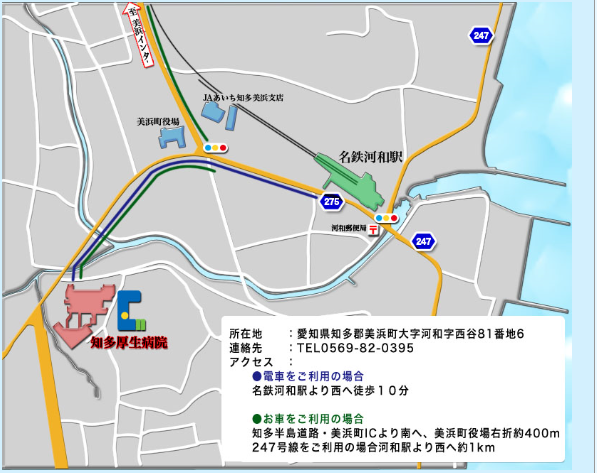 至 美浜インター
247
JAあいち知多美浜支店
美浜町役場
名鉄河和駅
275
河和郵便局
〒
247
知多厚生病院
所在地 ：愛知県知多郡美浜町大字河和字西谷81番地6
連絡先 ：TEL0569-82-0395
アクセス ：
●電車をご利用の場合
名鉄河和駅より西へ徒歩１０分
●お車をご利用の場合
知多半島道路・美浜町ICより南へ、美浜町役場右折約400m
247号線をご利用の場合河和駅より西へ約1km